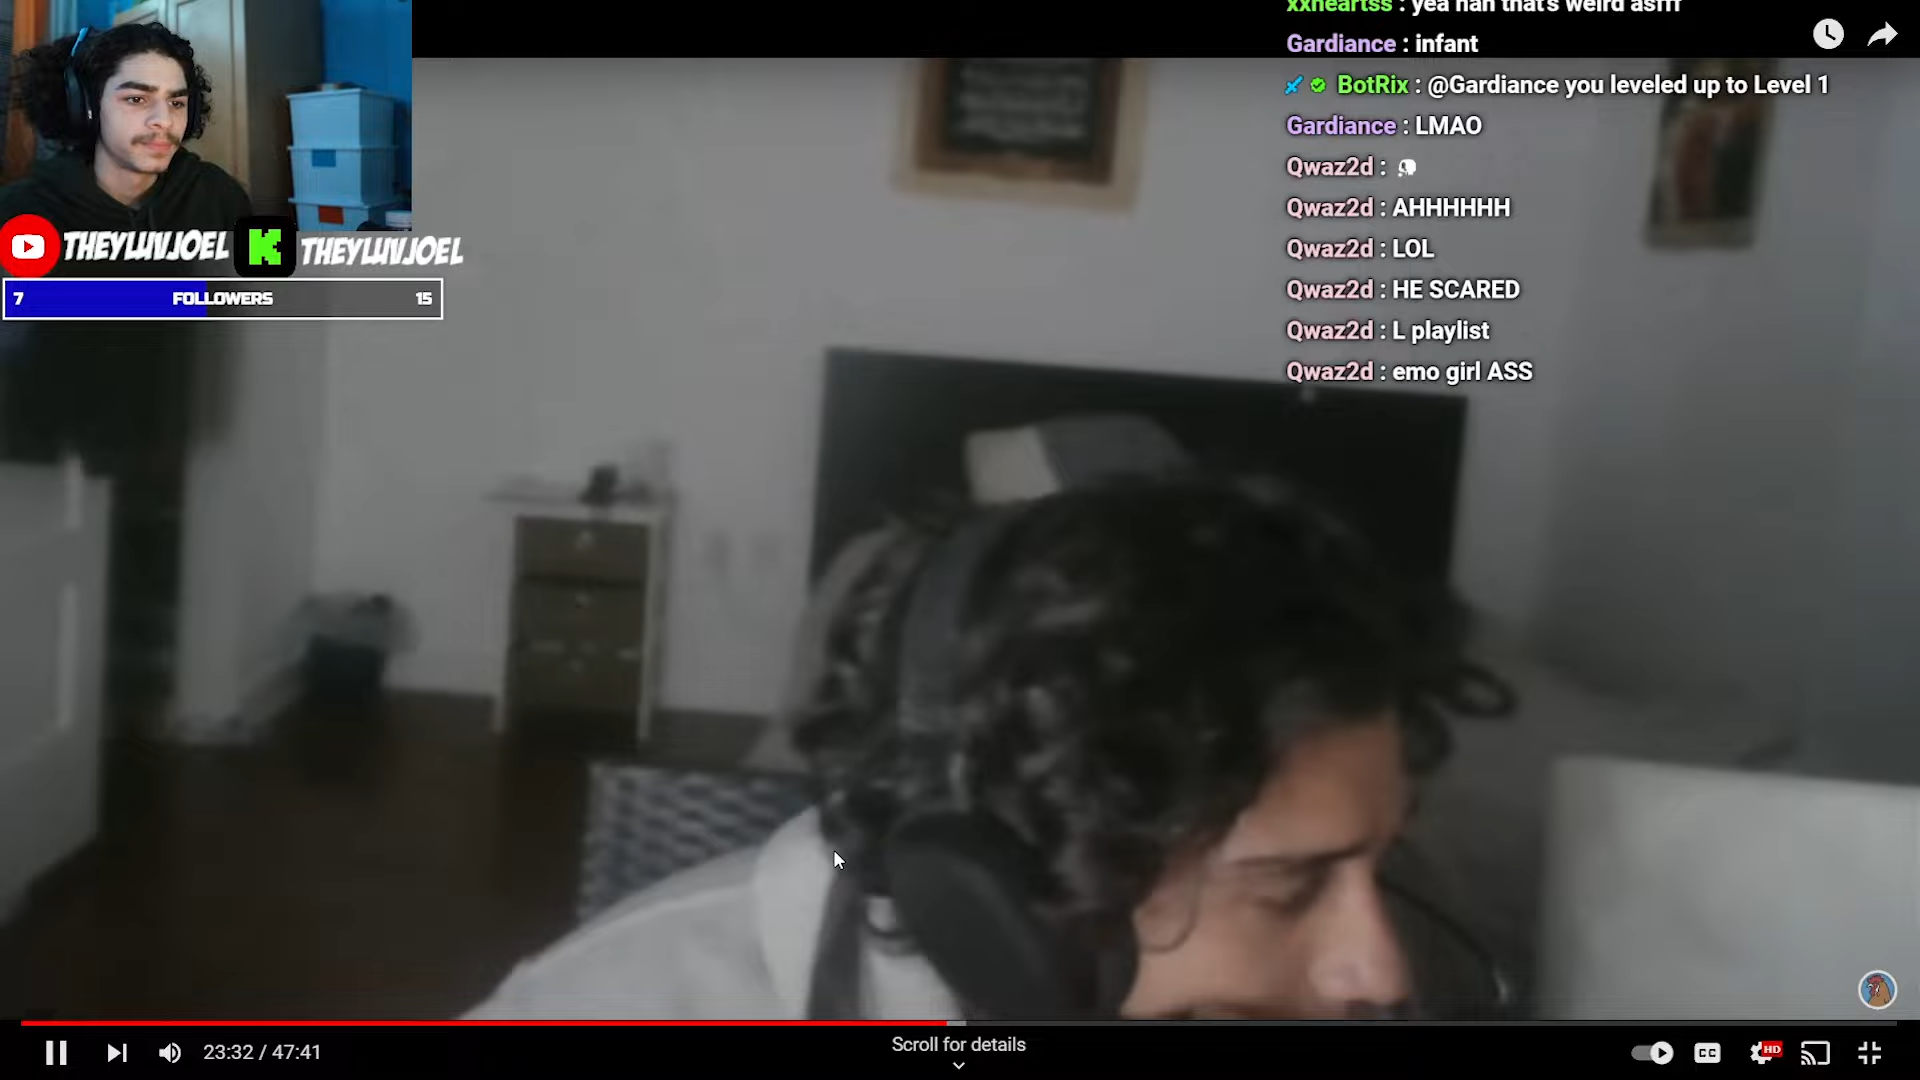 xxheartss : yea nah that's weird asfff
Gardiance : infant
BotRix : @Gardiance you leveled up to Level 1
Gardiance : LMAO
Qwaz2d :
Qwaz2d : AHHHHHH
Qwaz2d : LOL
Qwaz2d : HE SCARED
Qwaz2d : L playlist
Qwaz2d : emo girl ASS
THEYLUVJOEL
K THEYLUVJOEL
7 FOLLOWERS 15
Scroll for details
23:32 / 47:41
CC
HD